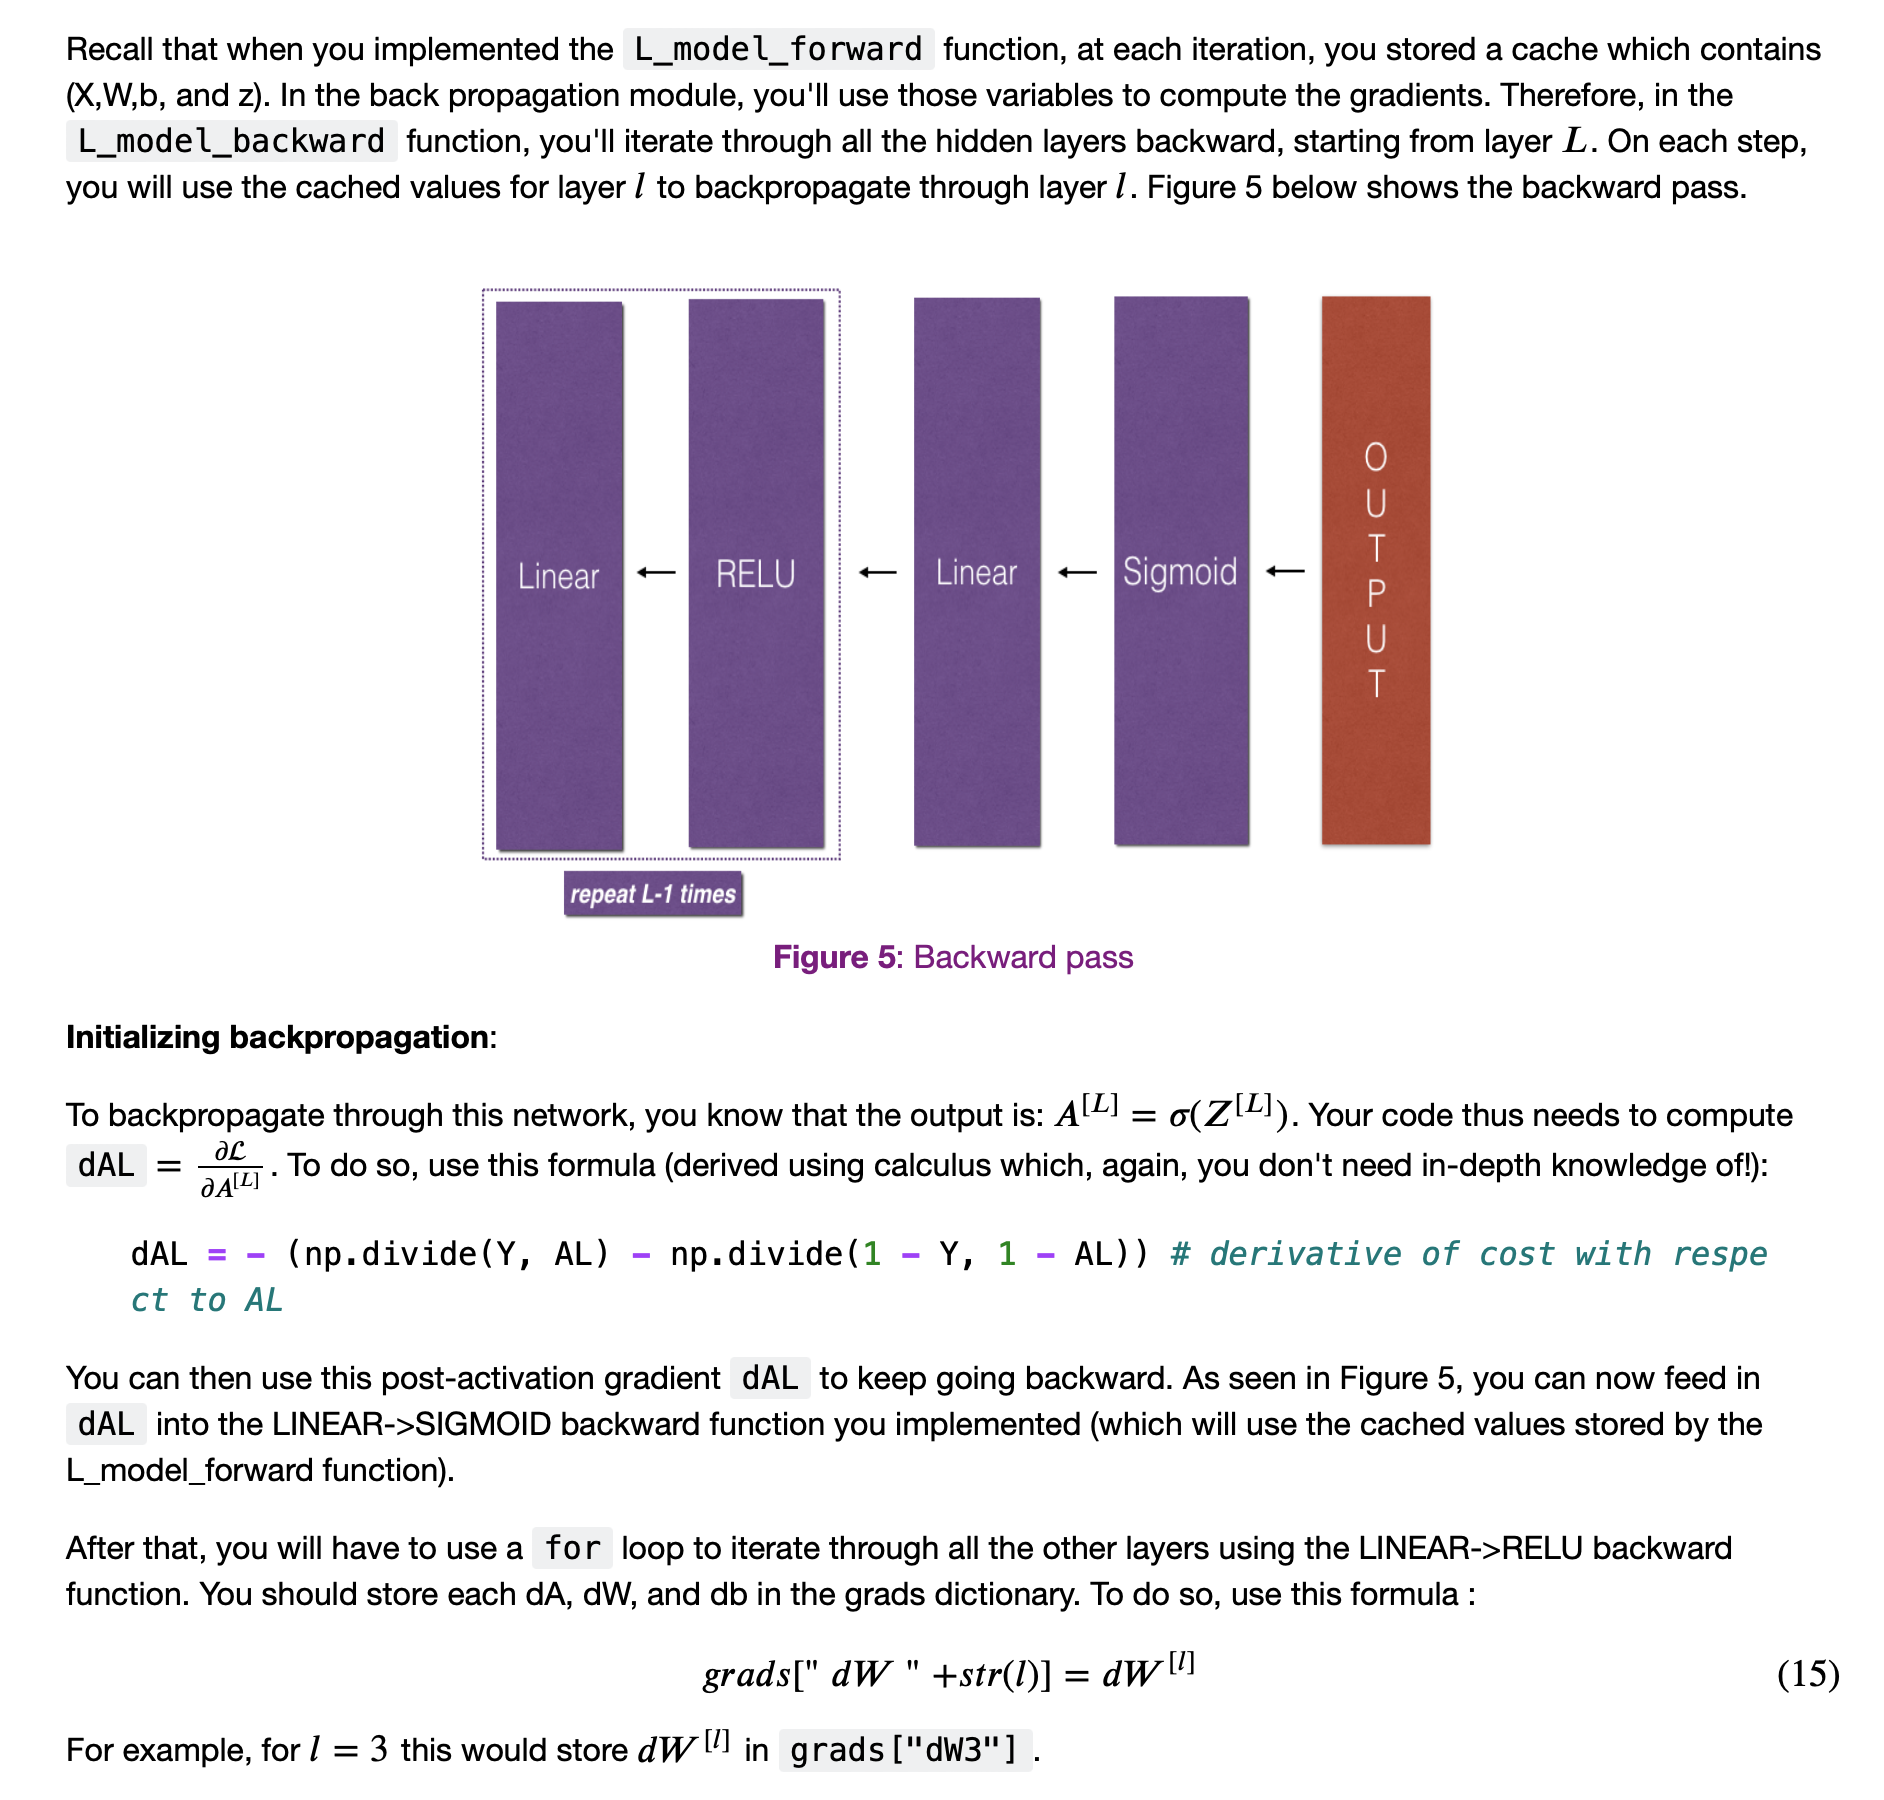 Recall that when you implemented the L_model_forward function, at each iteration, you stored a cache which contains
(X,W,b, and z). In the back propagation module, you'll use those variables to compute the gradients. Therefore, in the
L_model_backward function, you'll iterate through all the hidden layers backward, starting from layer L. On each step,
you will use the cached values for layer l to backpropagate through layer l. Figure 5 below shows the backward pass.
Linear ← RELU ← Linear ← Sigmoid ← OUTPUT
repeat L-1 times
Figure 5: Backward pass
Initializing backpropagation:
To backpropagate through this network, you know that the output is: A^[L] = σ(Z^[L]). Your code thus needs to compute
dAL = ∂ℒ/∂A^[L]. To do so, use this formula (derived using calculus which, again, you don't need in-depth knowledge of!):
dAL = - (np.divide(Y, AL) - np.divide(1 - Y, 1 - AL)) # derivative of cost with respe
ct to AL
You can then use this post-activation gradient dAL to keep going backward. As seen in Figure 5, you can now feed in
dAL into the LINEAR->SIGMOID backward function you implemented (which will use the cached values stored by the
L_model_forward function).
After that, you will have to use a for loop to iterate through all the other layers using the LINEAR->RELU backward
function. You should store each dA, dW, and db in the grads dictionary. To do so, use this formula :
grads[" dW " +str(l)] = dW^[l] (15)
For example, for l = 3 this would store dW^[l] in grads["dW3"].